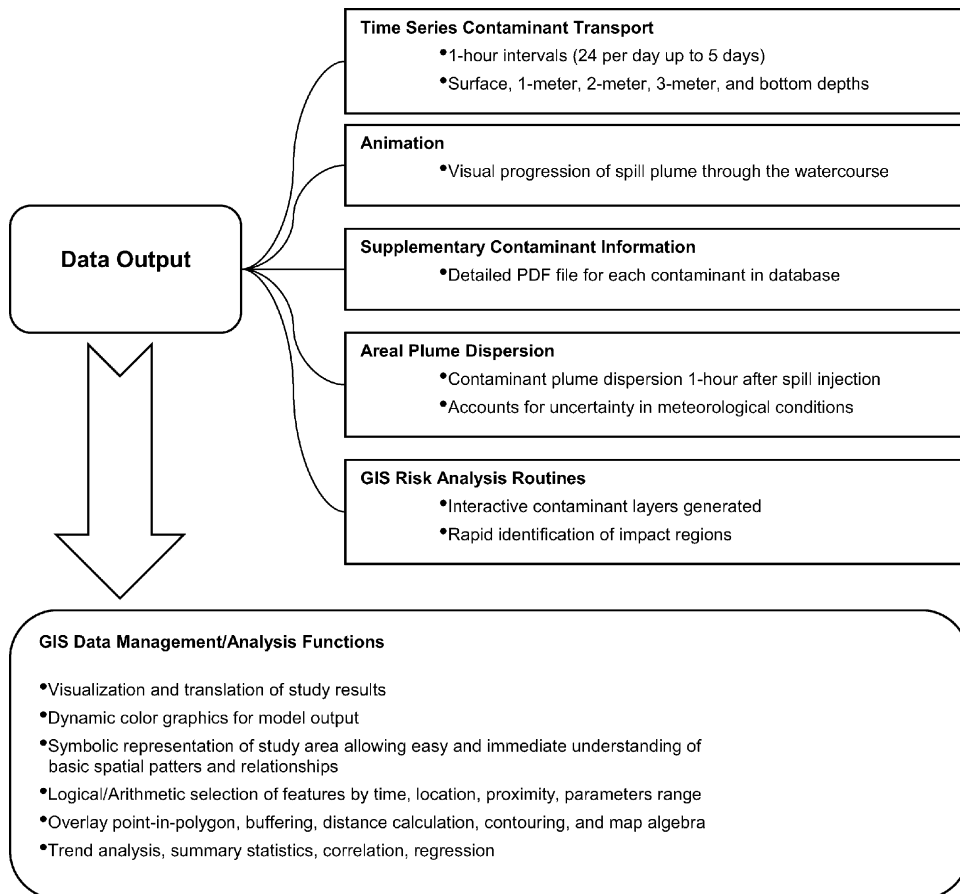 Time Series Contaminant Transport
•1-hour intervals (24 per day up to 5 days)
•Surface, 1-meter, 2-meter, 3-meter, and bottom depths
Animation
•Visual progression of spill plume through the watercourse
Data Output
Supplementary Contaminant Information
•Detailed PDF file for each contaminant in database
Areal Plume Dispersion
•Contaminant plume dispersion 1-hour after spill injection
•Accounts for uncertainty in meteorological conditions
GIS Risk Analysis Routines
•Interactive contaminant layers generated
•Rapid identification of impact regions
GIS Data Management/Analysis Functions
•Visualization and translation of study results
•Dynamic color graphics for model output
•Symbolic representation of study area allowing easy and immediate understanding of
basic spatial patters and relationships
•Logical/Arithmetic selection of features by time, location, proximity, parameters range
•Overlay point-in-polygon, buffering, distance calculation, contouring, and map algebra
•Trend analysis, summary statistics, correlation, regression